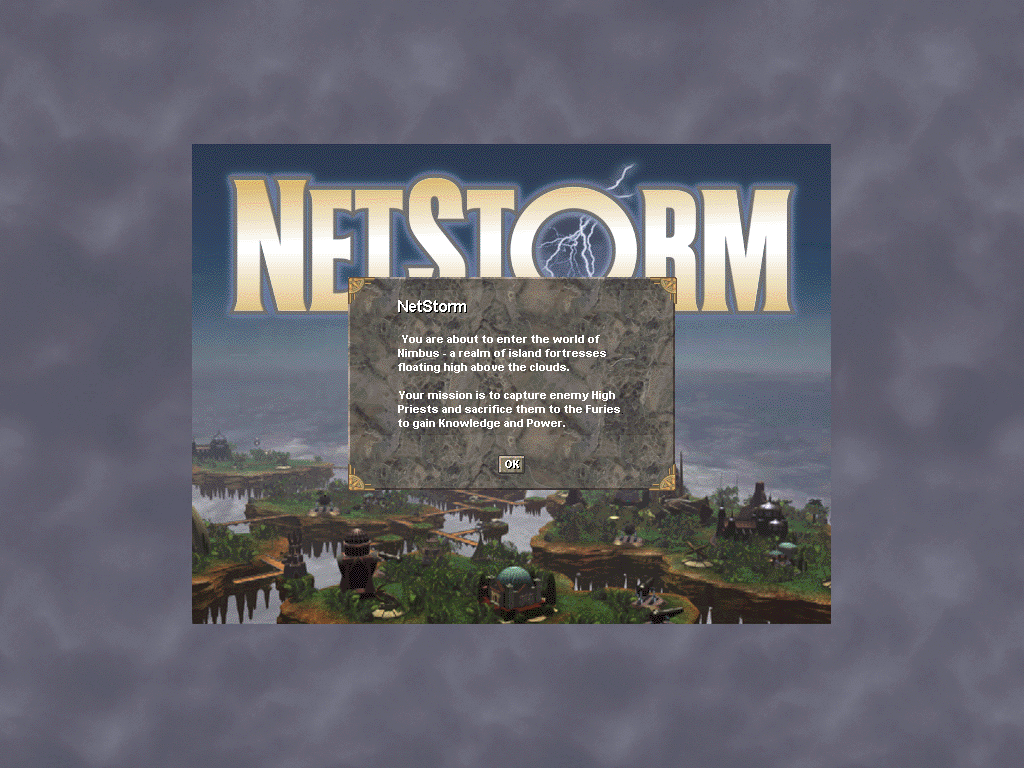 NETSTORM
NetStorm
You are about to enter the world of
Nimbus - a realm of island fortresses
floating high above the clouds.
Your mission is to capture enemy High
Priests and sacrifice them to the Furies
to gain Knowledge and Power.
OK